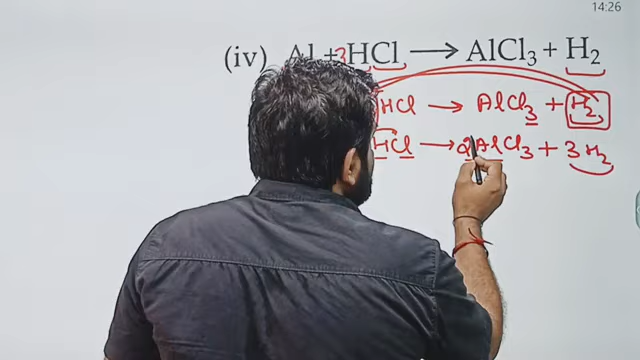 14:26
(iv) Al + 3HCl ⟶ AlCl₃ + H₂
HCl ⟶ AlCl₃ + H₂
HCl ⟶ 2AlCl₃ + 3H₂